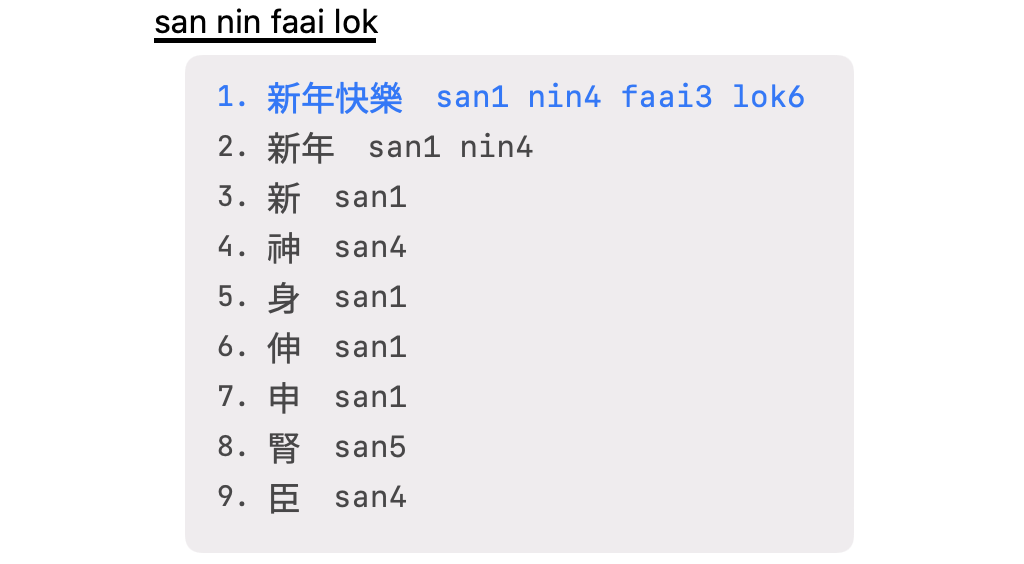 san nin faai lok
1. 新年快樂 san1 nin4 faai3 lok6
2. 新年 san1 nin4
3. 新 san1
4. 神 san4
5. 身 san1
6. 伸 san1
7. 申 san1
8. 腎 san5
9. 臣 san4